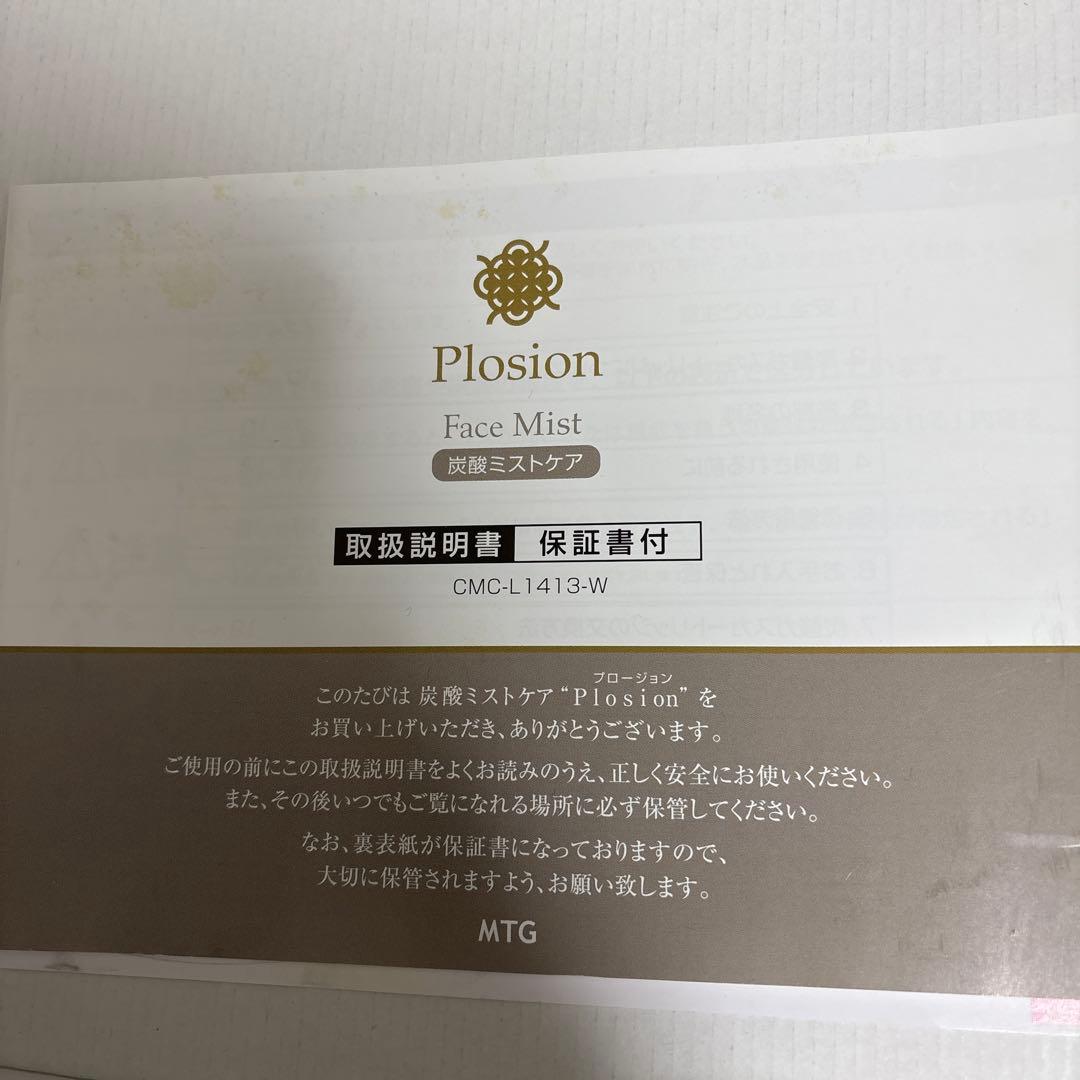 Plosion
Face Mist
炭酸ミストケア
取扱説明書 保証書付
CMC-L1413-W
プロージョン
このたびは 炭酸ミストケア“Plosion”を
お買い上げいただき、ありがとうございます。
ご使用の前にこの取扱説明書をよくお読みのうえ、正しく安全にお使いください。
また、その後いつでもご覧になれる場所に必ず保管してください。
なお、裏表紙が保証書になっておりますので、
大切に保管されますよう、お願い致します。
MTG